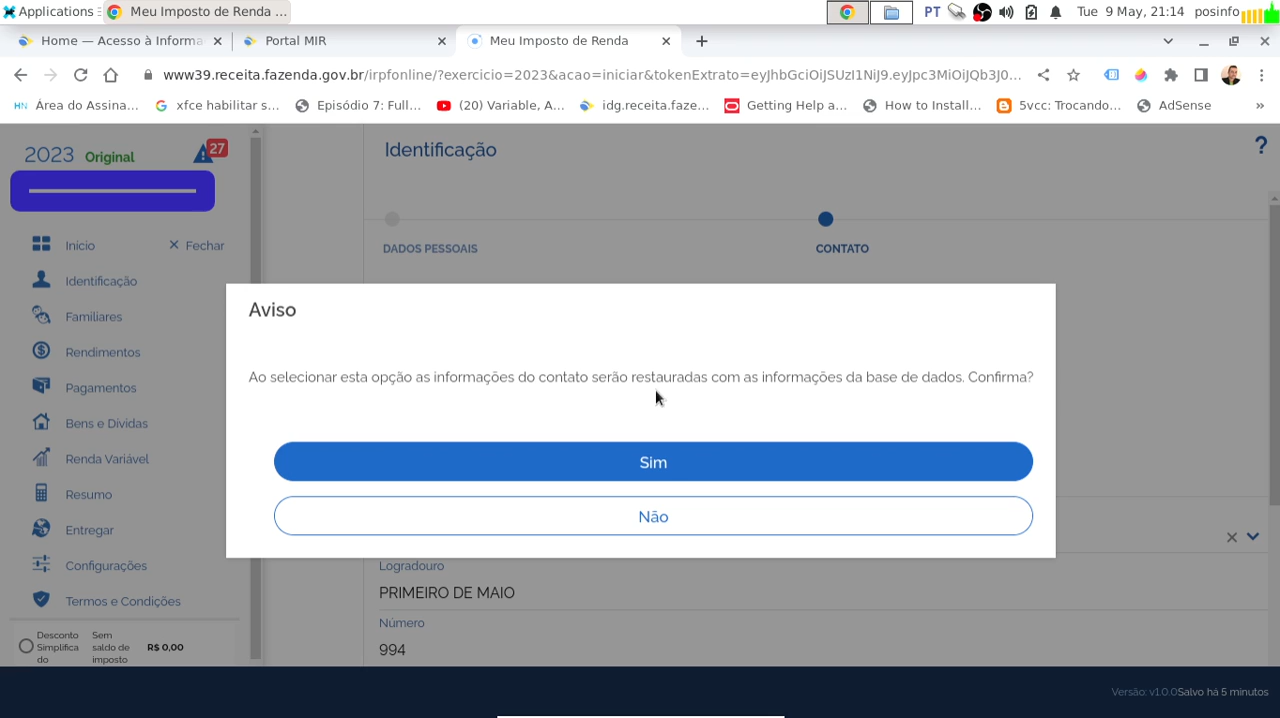 Applications
Meu Imposto de Renda ...
PT
Tue 9 May, 21:14
posinfo
Home — Acesso à Informa
Portal MIR
Meu Imposto de Renda
www39.receita.fazenda.gov.br/irpfonline/?exercicio=2023&acao=iniciar&tokenExtrato=eyJhbGciOiJSUzI1NiJ9.eyJpc3MiOiJQb3J0...
HN Área do Assina...
G xfce habilitar s...
Episódio 7: Full...
(20) Variable, A...
idg.receita.faze...
Getting Help a...
How to Install...
5vcc: Trocando...
AdSense
»
2023 Original
27
Início
Fechar
Identificação
Familiares
Rendimentos
Pagamentos
Bens e Dívidas
Renda Variável
Resumo
Entregar
Configurações
Termos e Condições
Desconto
Simplifica
do
Sem
saldo de
imposto
R$ 0,00
Identificação
?
DADOS PESSOAIS
CONTATO
Aviso
Ao selecionar esta opção as informações do contato serão restauradas com as informações da base de dados. Confirma?
Sim
Não
Logradouro
PRIMEIRO DE MAIO
Número
994
Versão: v1.0.0Salvo há 5 minutos